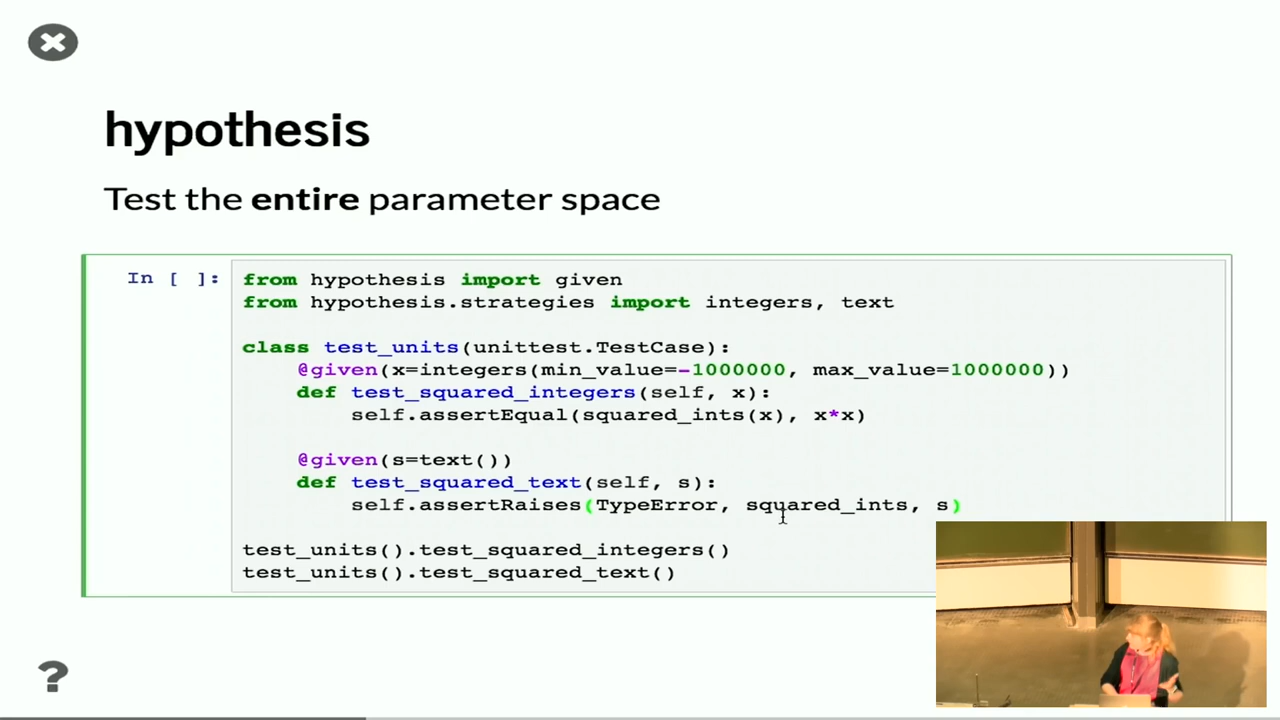 hypothesis
Test the entire parameter space
In [ ]:
from hypothesis import given
from hypothesis.strategies import integers, text
class test_units(unittest.TestCase):
@given(x=integers(min_value=-1000000, max_value=1000000))
def test_squared_integers(self, x):
self.assertEqual(squared_ints(x), x*x)
@given(s=text())
def test_squared_text(self, s):
self.assertRaises(TypeError, squared_ints, s)
test_units().test_squared_integers()
test_units().test_squared_text()
?